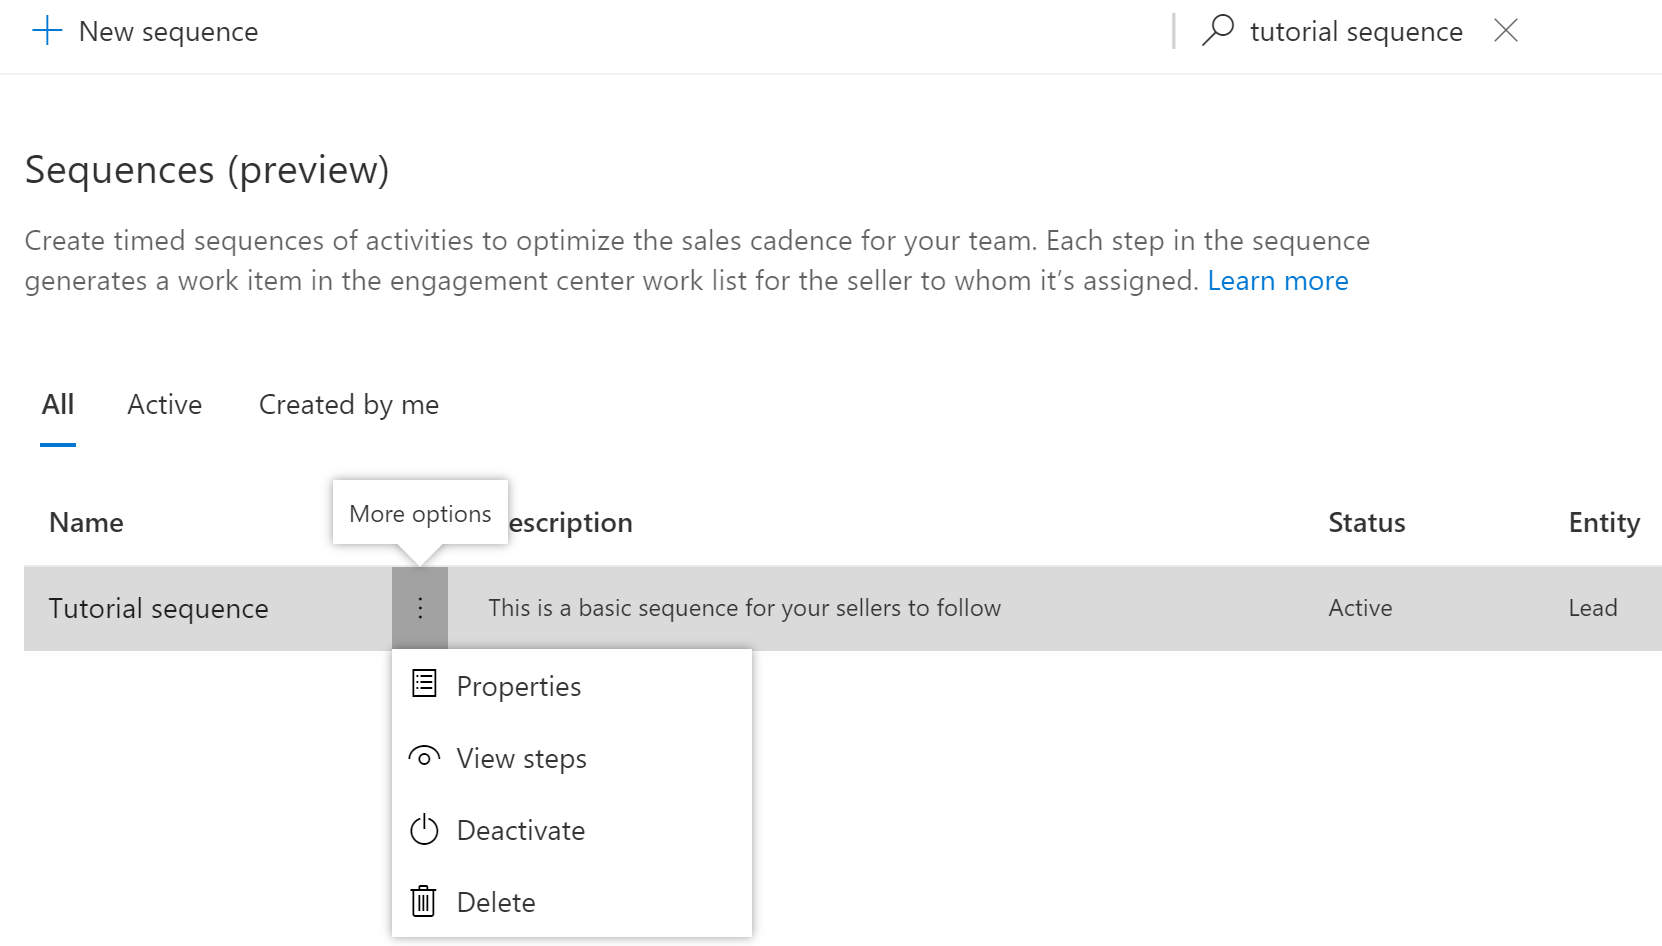 New sequence
tutorial sequence
Sequences (preview)
Create timed sequences of activities to optimize the sales cadence for your team. Each step in the sequence
generates a work item in the engagement center work list for the seller to whom it’s assigned. Learn more
All Active Created by me
More options
Name escription Status Entity
Tutorial sequence This is a basic sequence for your sellers to follow Active Lead
Properties
View steps
Deactivate
Delete